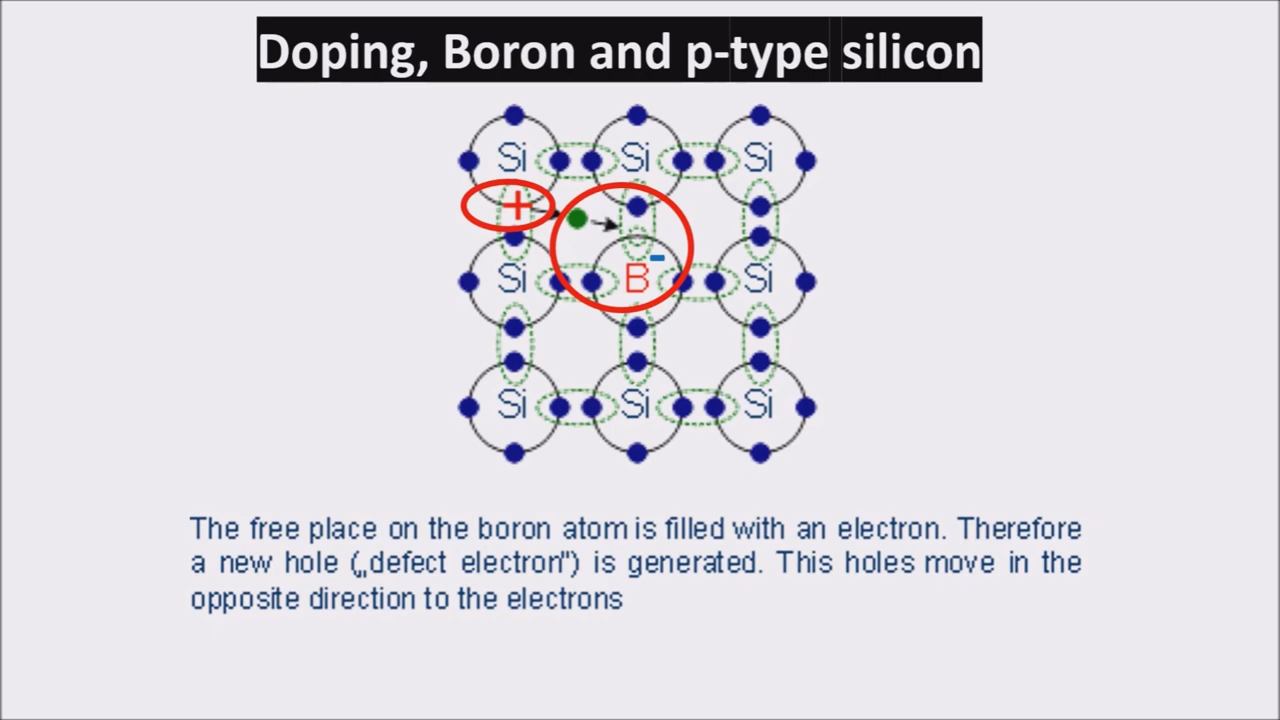 Doping, Boron and p-type silicon
Si Si Si
+
Si B - Si
Si Si Si
The free place on the boron atom is filled with an electron. Therefore
a new hole („defect electron") is generated. This holes move in the
opposite direction to the electrons